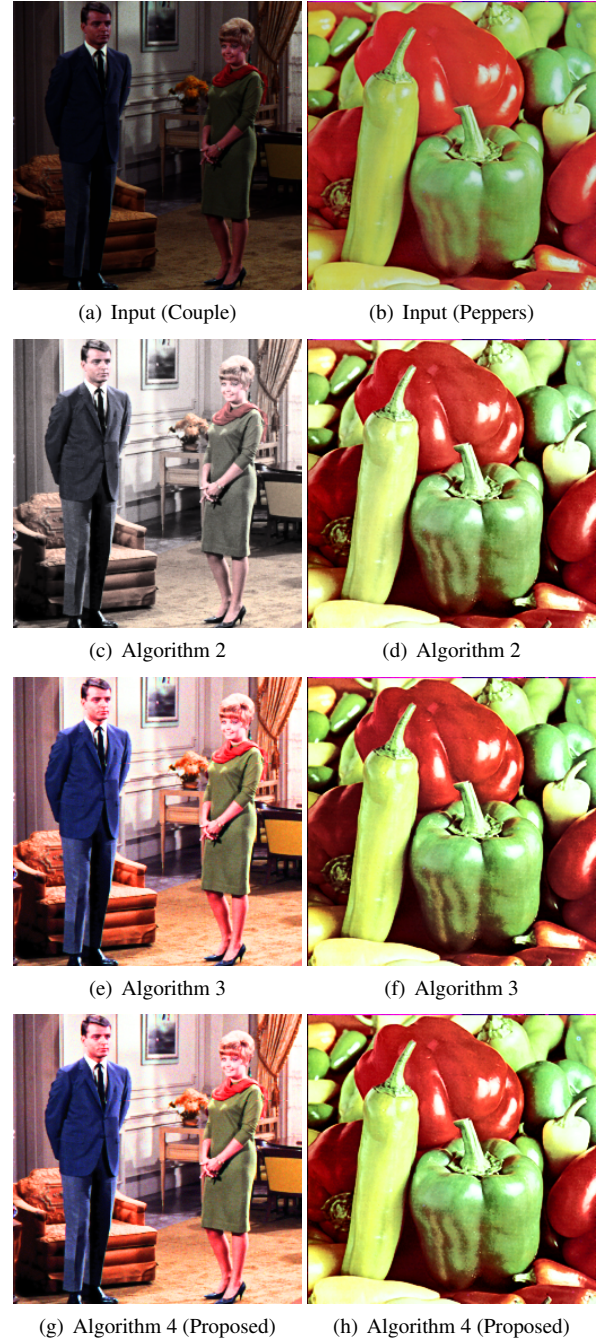 (a) Input (Couple)
(b) Input (Peppers)
(c) Algorithm 2
(d) Algorithm 2
(e) Algorithm 3
(f) Algorithm 3
(g) Algorithm 4 (Proposed)
(h) Algorithm 4 (Proposed)